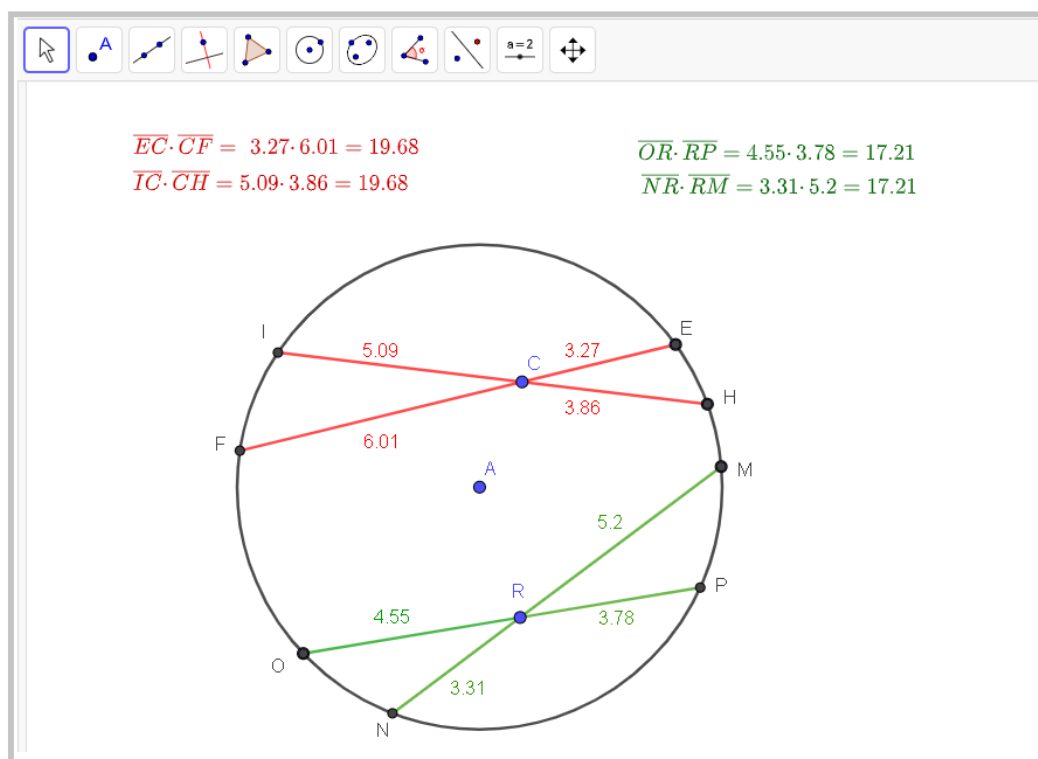 A
a=2
EC· CF = 3.27· 6.01 = 19.68
IC· CH = 5.09· 3.86 = 19.68
OR· RP = 4.55· 3.78 = 17.21
NR· RM = 3.31· 5.2 = 17.21
I
E
5.09
3.27
C
H
3.86
F
6.01
A
M
5.2
R
P
4.55
3.78
O
3.31
N